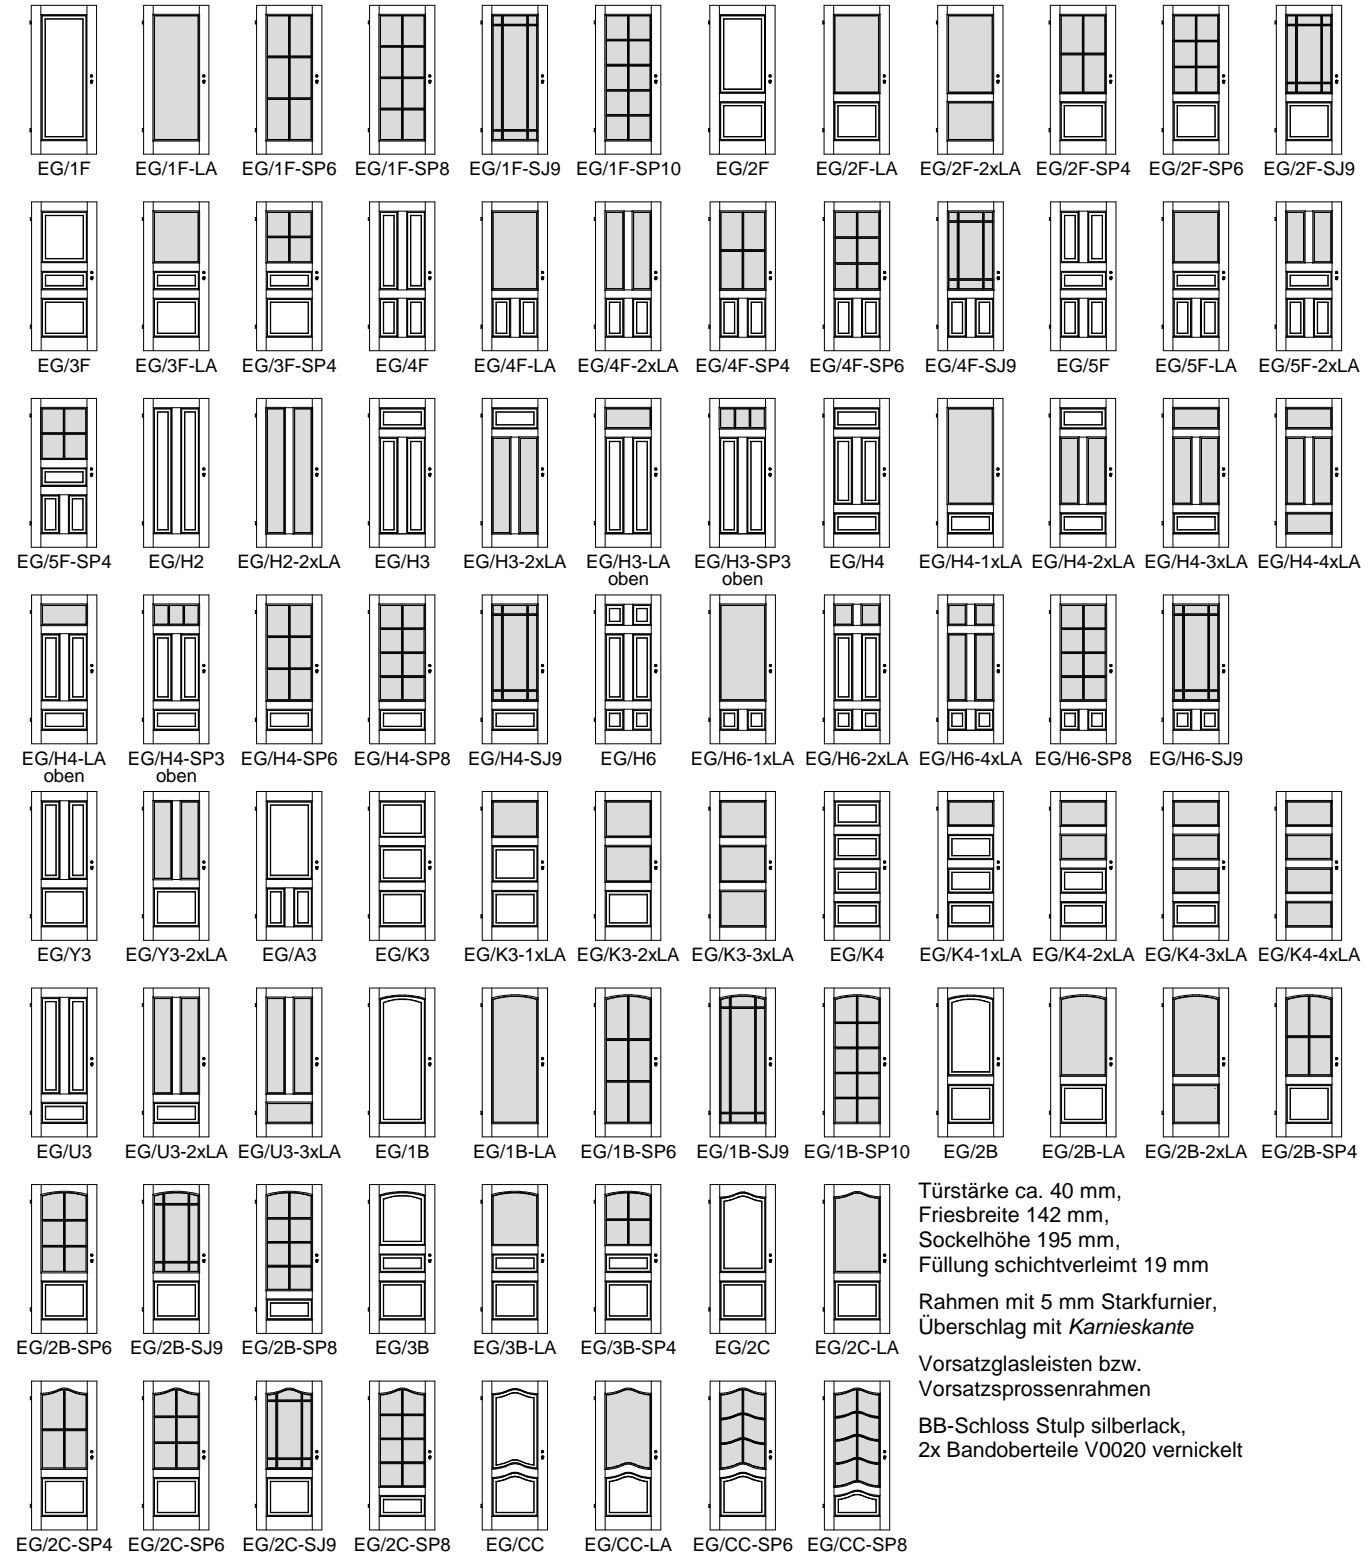 EG/1F EG/1F-LA EG/1F-SP6 EG/1F-SP8 EG/1F-SJ9 EG/1F-SP10 EG/2F EG/2F-LA EG/2F-2xLA EG/2F-SP4 EG/2F-SP6 EG/2F-SJ9
EG/3F EG/3F-LA EG/3F-SP4 EG/4F EG/4F-LA EG/4F-2xLA EG/4F-SP4 EG/4F-SP6 EG/4F-SJ9 EG/5F EG/5F-LA EG/5F-2xLA
EG/5F-SP4 EG/H2 EG/H2-2xLA EG/H3 EG/H3-2xLA EG/H3-LA EG/H3-SP3 EG/H4 EG/H4-1xLA EG/H4-2xLA EG/H4-3xLA EG/H4-4xLA
oben oben
EG/H4-LA EG/H4-SP3 EG/H4-SP6 EG/H4-SP8 EG/H4-SJ9 EG/H6 EG/H6-1xLA EG/H6-2xLA EG/H6-4xLA EG/H6-SP8 EG/H6-SJ9
oben oben
EG/Y3 EG/Y3-2xLA EG/A3 EG/K3 EG/K3-1xLA EG/K3-2xLA EG/K3-3xLA EG/K4 EG/K4-1xLA EG/K4-2xLA EG/K4-3xLA EG/K4-4xLA
EG/U3 EG/U3-2xLA EG/U3-3xLA EG/1B EG/1B-LA EG/1B-SP6 EG/1B-SJ9 EG/1B-SP10 EG/2B EG/2B-LA EG/2B-2xLA EG/2B-SP4
EG/2B-SP6 EG/2B-SJ9 EG/2B-SP8 EG/3B EG/3B-LA EG/3B-SP4 EG/2C EG/2C-LA
Türstärke ca. 40 mm,
Friesbreite 142 mm,
Sockelhöhe 195 mm,
Füllung schichtverleimt 19 mm
Rahmen mit 5 mm Starkfurnier,
Überschlag mit Karnieskante
Vorsatzglasleisten bzw.
Vorsatzsprossenrahmen
BB-Schloss Stulp silberlack,
2x Bandoberteile V0020 vernickelt
EG/2C-SP4 EG/2C-SP6 EG/2C-SJ9 EG/2C-SP8 EG/CC EG/CC-LA EG/CC-SP6 EG/CC-SP8